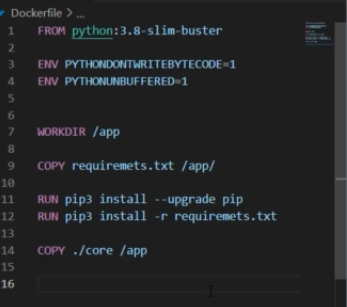 Dockerfile > ...
1 FROM python:3.8-slim-buster
2
3 ENV PYTHONDONTWRITEBYTECODE=1
4 ENV PYTHONUNBUFFERED=1
5
6
7 WORKDIR /app
8
9 COPY requiremets.txt /app/
10
11 RUN pip3 install --upgrade pip
12 RUN pip3 install -r requiremets.txt
13
14 COPY ./core /app
15
16